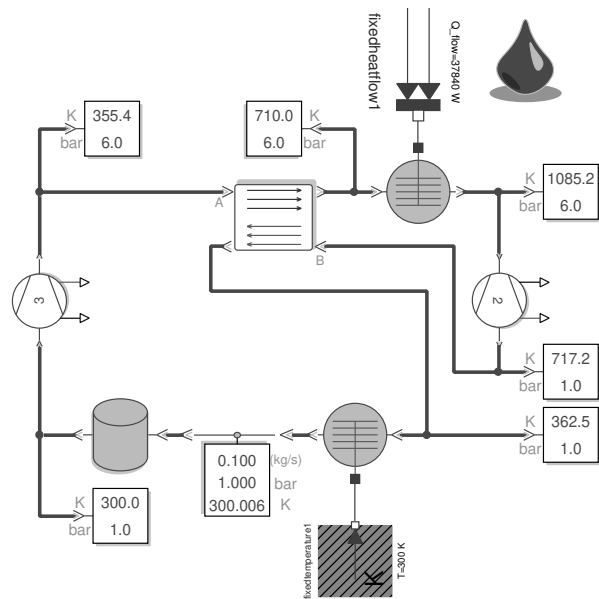 fixedheatflow1
Q_flow=37840 W
K
bar
355.4
6.0
710.0
6.0
K
bar
K
bar
1085.2
6.0
A
B
3
2
K
bar
717.2
1.0
K
bar
362.5
1.0
0.100
1.000
300.006
(kg/s)
bar
K
K
bar
300.0
1.0
fixedtemperature1
K
T=300 K